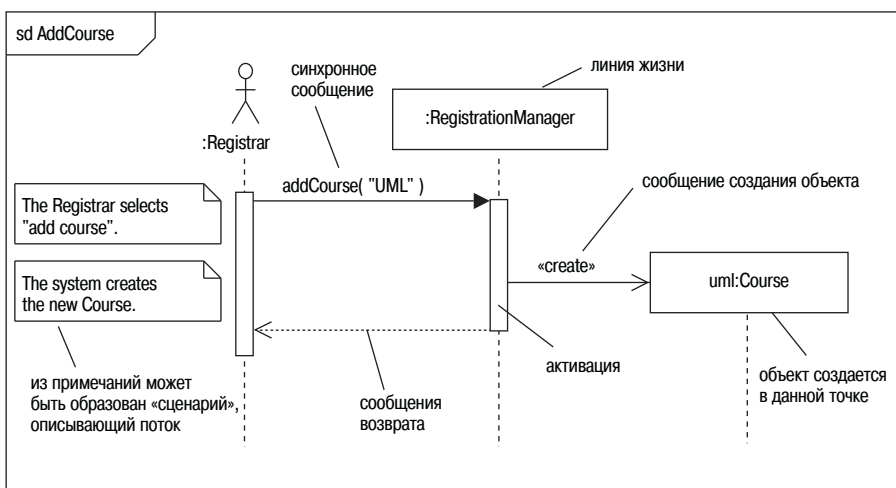 sd AddCourse
синхронное
сообщение
линия жизни
:RegistrationManager
:Registrar
addCourse( "UML" )
сообщение создания объекта
The Registrar selects
"add course".
«create»
uml:Course
The system creates
the new Course.
активация
из примечаний может
быть образован «сценарий»,
описывающий поток
сообщения
возврата
объект создается
в данной точке